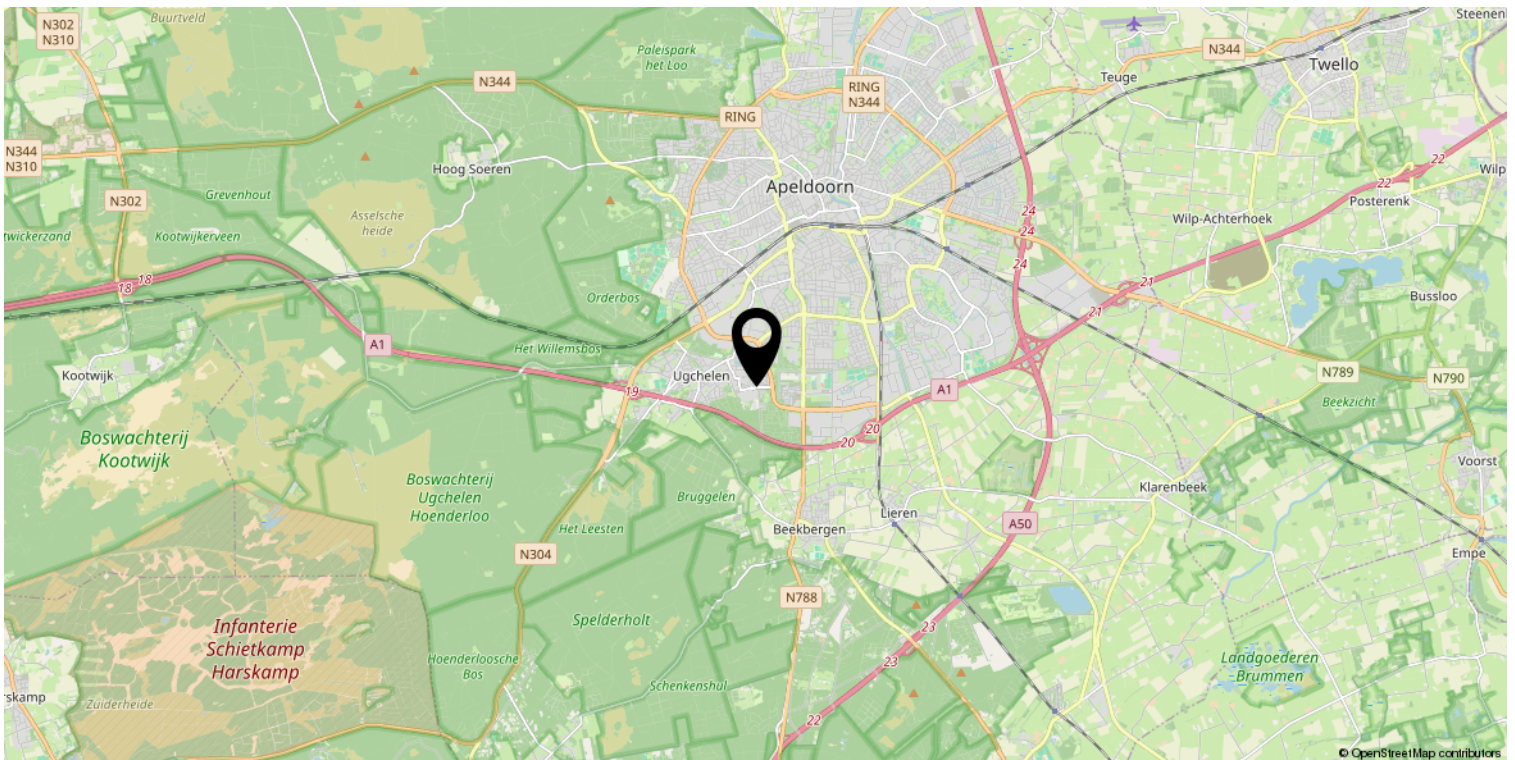 N302
N310
Buurtveld
Paleispark
het Loo
N344
RING
N344
RING
Teuge
N344
Twello
N344
N310
Hoog Soeren
Apeldoorn
22
22
Wilp
Posterenk
N302
Grevenhout
Asselsche
heide
Kootwijkerveen
24
24
24
Wilp-Achterhoek
18
18
21
21
Orderbos
Bussloo
A1
Het Willemsbos
Kootwijk
Ugchelen
19
A1
N789
N790
Beekzicht
Boswachterij
Kootwijk
20
20
Voorst
Boswachterij
Ugchelen
Hoenderloo
Bruggelen
Klarenbeek
Het Leesten
Beekbergen
Lieren
A50
N304
Empe
N788
Spelderholt
Infanterie
Schietkamp
Harskamp
23
23
Hoenderloosche
Bos
Landgoederen
Brummen
Schenkenshul
Zuiderheide
22
© OpenStreetMap contributors